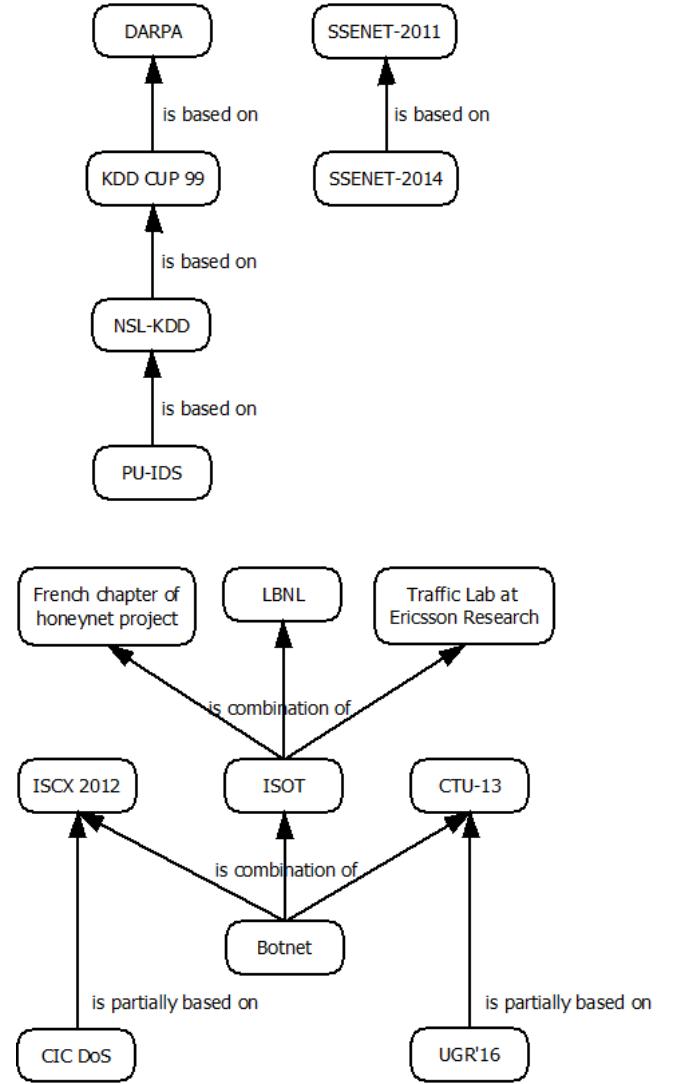 DARPA
SSENET-2011
is based on
is based on
KDD CUP 99
SSENET-2014
is based on
NSL-KDD
is based on
PU-IDS
French chapter of
honeynet project
LBNL
Traffic Lab at
Ericsson Research
is combination of
ISCX 2012
ISOT
CTU-13
is combination of
Botnet
is partially based on
is partially based on
CIC DoS
UGR'16